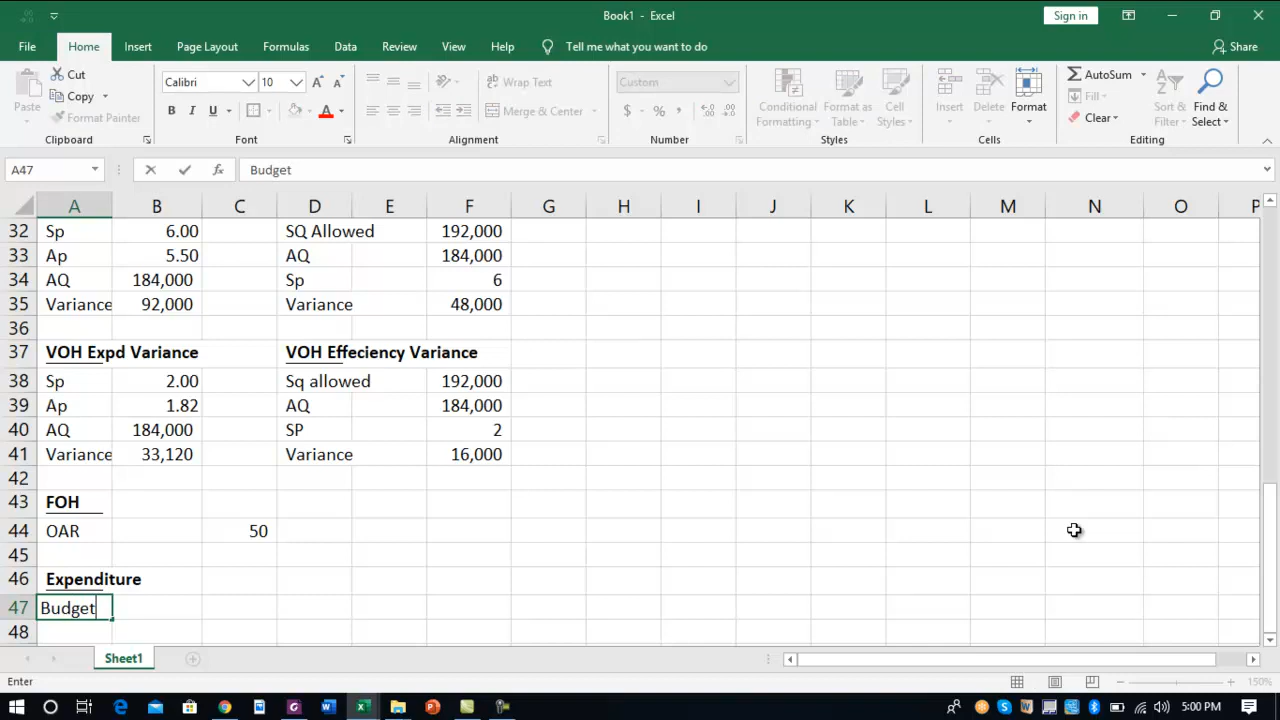 Book1 - Excel
Sign in
File Home Insert Page Layout Formulas Data Review View Help Tell me what you want to do Share
Paste
Cut
Copy
Format Painter
Clipboard
Calibri 10
B I U
Font
Wrap Text
Merge & Center
Alignment
Custom
$ %
Number
Conditional Formatting
Format as Table
Cell Styles
Styles
Insert Delete Format
Cells
AutoSum
Fill
Clear
Sort & Filter
Find & Select
Editing
A47 fx Budget
A B C D E F G H I J K L M N O P
32 Sp 6.00 SQ Allowed 192,000
33 Ap 5.50 AQ 184,000
34 AQ 184,000 Sp 6
35 Variance 92,000 Variance 48,000
36
37 VOH Expd Variance VOH Effeciency Variance
38 Sp 2.00 Sq allowed 192,000
39 Ap 1.82 AQ 184,000
40 AQ 184,000 SP 2
41 Variance 33,120 Variance 16,000
42
43 FOH
44 OAR 50
45
46 Expenditure
47 Budget
48
Sheet1
Enter 150%
5:00 PM